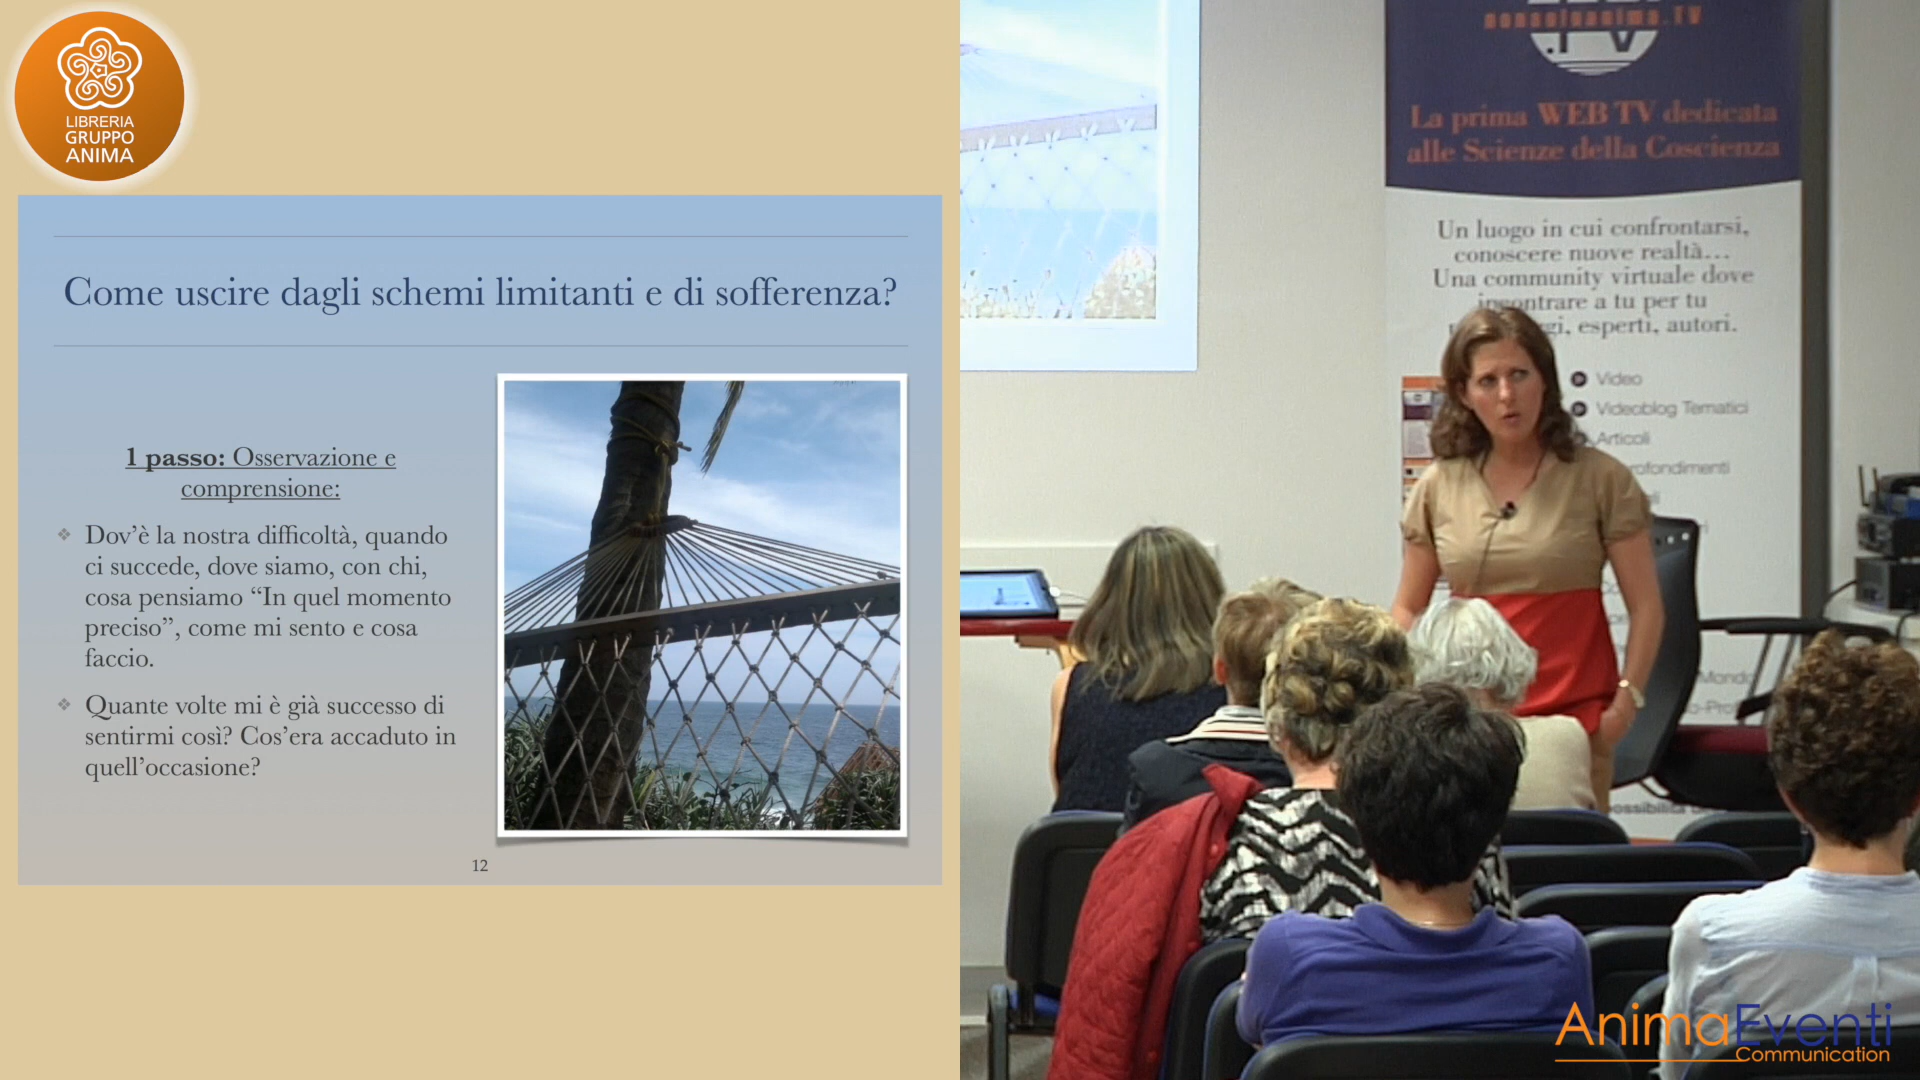 LIBRERIA
GRUPPO
ANIMA
Come uscire dagli schemi limitanti e di sofferenza?
1 passo: Osservazione e
comprensione:
Dov’è la nostra difficoltà, quando
ci succede, dove siamo, con chi,
cosa pensiamo “In quel momento
preciso”, come mi sento e cosa
faccio.
Quante volte mi è già successo di
sentirmi così? Cos’era accaduto in
quell’occasione?
12
.TV
La prima WEB TV dedicata
alle Scienze della Coscienza
Un luogo in cui confrontarsi,
conoscere nuove realtà...
Una community virtuale dove
incontrare a tu per tu
esperti, autori.
Video
Videoblog Tematici
Articoli
Mondo
AnimaEventi
Communication